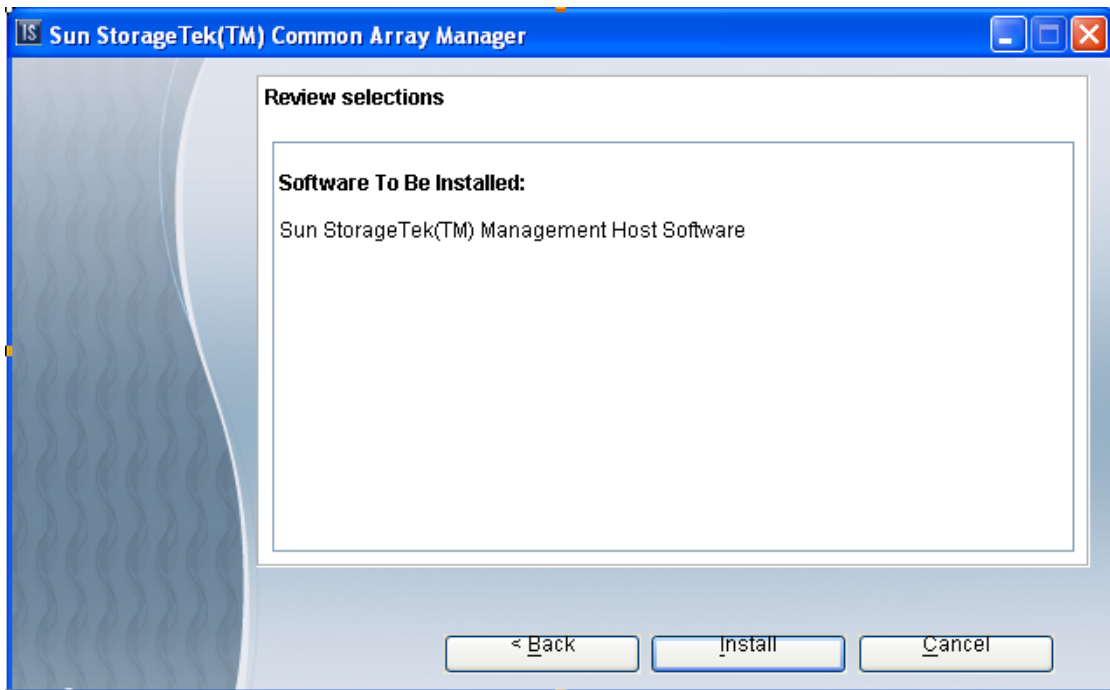 IS Sun StorageTek(TM) Common Array Manager
Review selections
Software To Be Installed:
Sun StorageTek(TM) Management Host Software
< Back
Install
Cancel